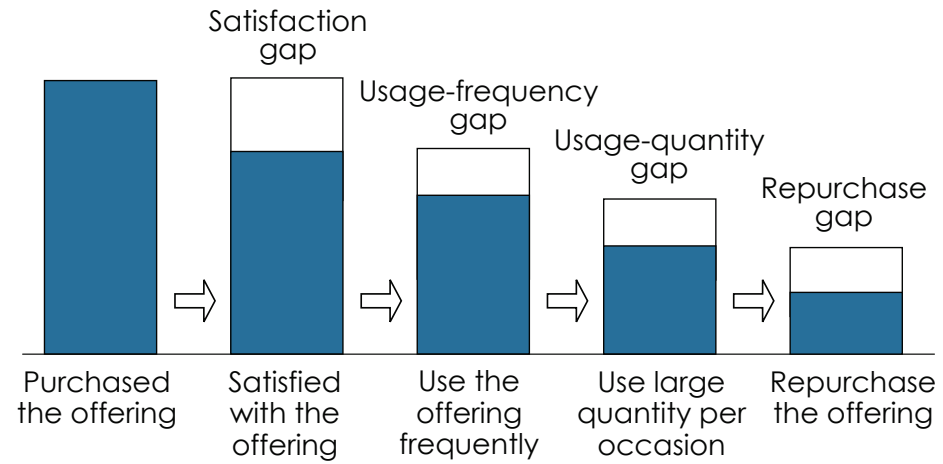 Satisfaction
gap
Usage-frequency
gap
Usage-quantity
gap
Repurchase
gap
Purchased
the offering
Satisfied
with the
offering
Use the
offering
frequently
Use large
quantity per
occasion
Repurchase
the offering